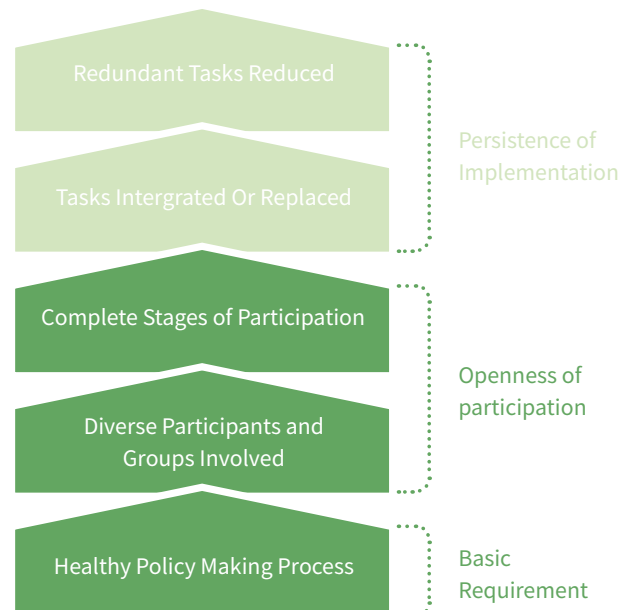 Redundant Tasks Reduced
Persistence of
Implementation
Tasks Intergrated Or Replaced
Complete Stages of Participation
Openness of
participation
Diverse Participants and
Groups Involved
Healthy Policy Making Process
Basic
Requirement